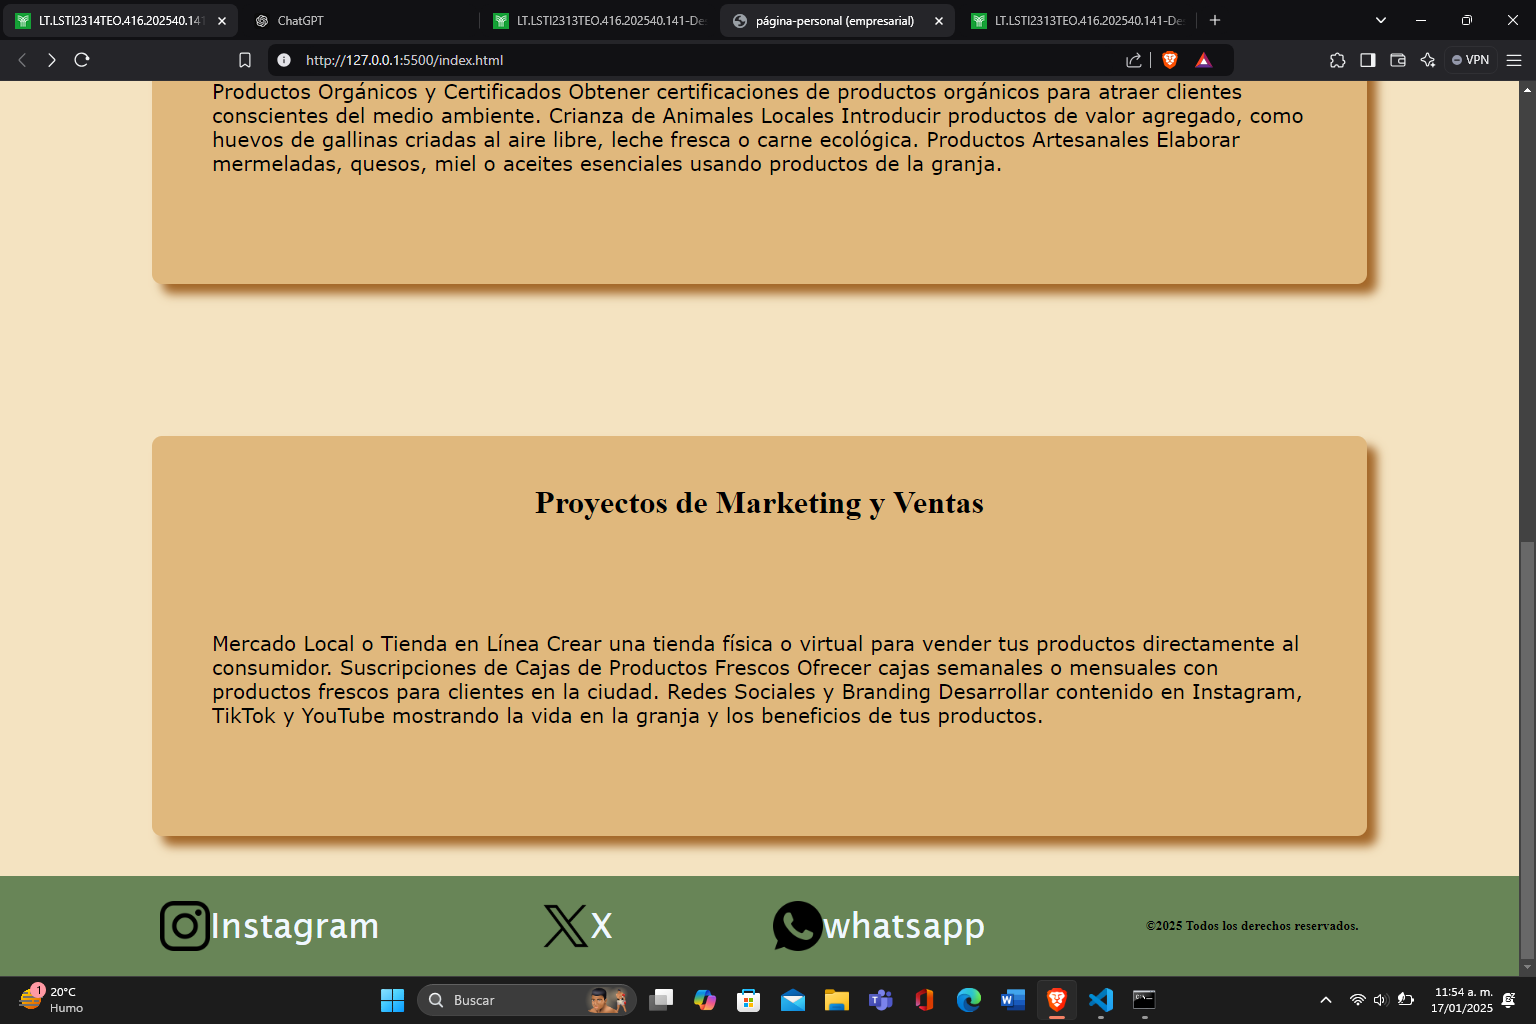 LT.LSTI2314TEO.416.202540.141
ChatGPT
LT.LSTI2313TEO.416.202540.141-Des
página-personal (empresarial)
LT.LSTI2313TEO.416.202540.141-Des
http://127.0.0.1:5500/index.html
VPN
Productos Orgánicos y Certificados Obtener certificaciones de productos orgánicos para atraer clientes
conscientes del medio ambiente. Crianza de Animales Locales Introducir productos de valor agregado, como
huevos de gallinas criadas al aire libre, leche fresca o carne ecológica. Productos Artesanales Elaborar
mermeladas, quesos, miel o aceites esenciales usando productos de la granja.
Proyectos de Marketing y Ventas
Mercado Local o Tienda en Línea Crear una tienda física o virtual para vender tus productos directamente al
consumidor. Suscripciones de Cajas de Productos Frescos Ofrecer cajas semanales o mensuales con
productos frescos para clientes en la ciudad. Redes Sociales y Branding Desarrollar contenido en Instagram,
TikTok y YouTube mostrando la vida en la granja y los beneficios de tus productos.
Instagram
X
whatsapp
©2025 Todos los derechos reservados.
1
20°C
Humo
Buscar
11:54 a. m.
17/01/2025